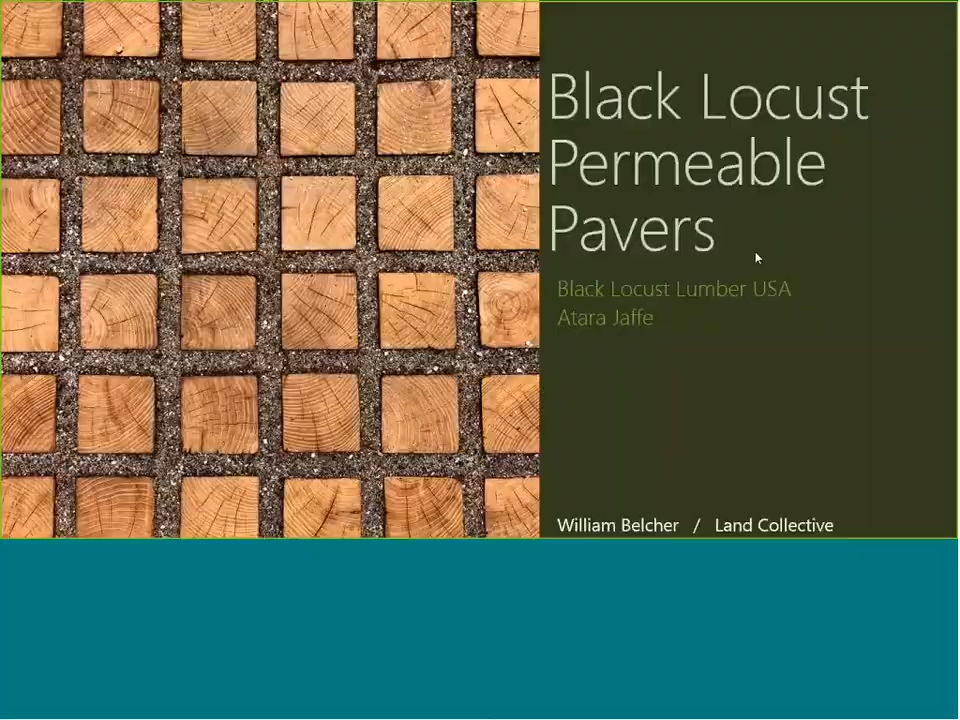 Black Locust
Permeable
Pavers
Black Locust Lumber USA
Atara Jaffe
William Belcher / Land Collective